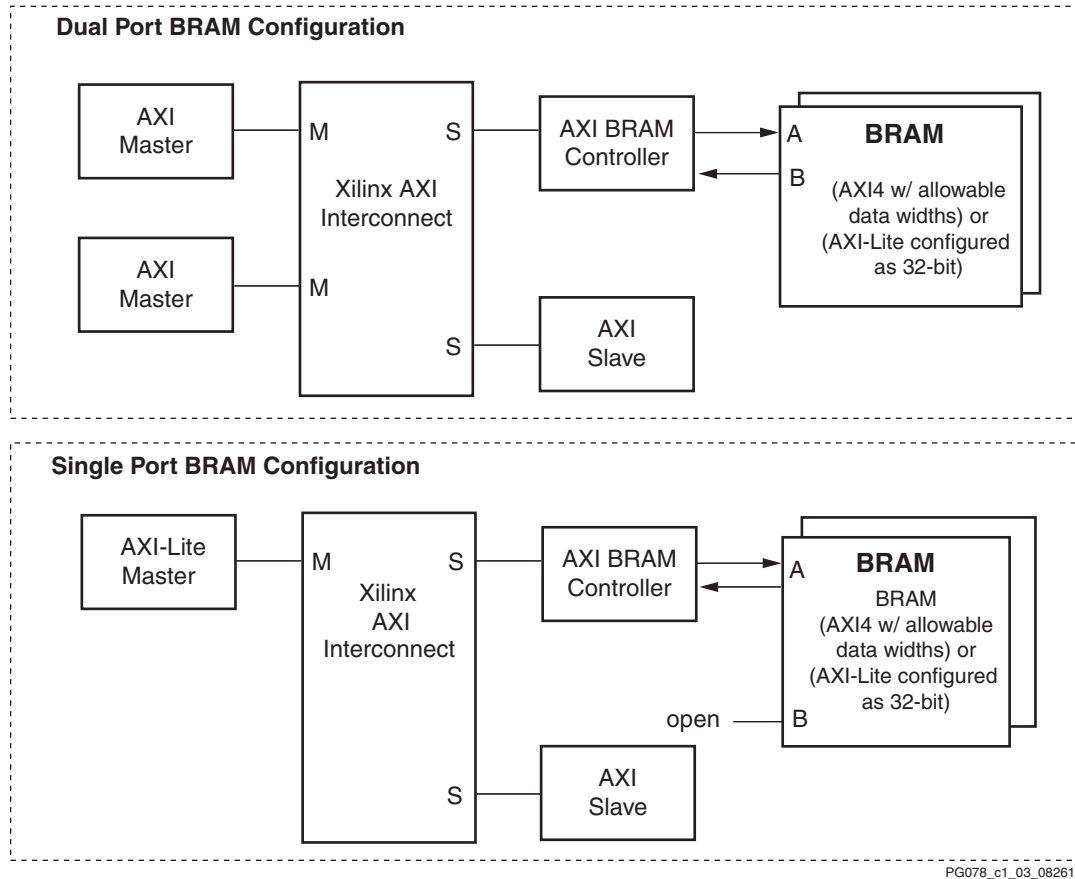 Dual Port BRAM Configuration
AXI
Master
M
S
AXI BRAM
Controller
A
BRAM
B
(AXI4 w/ allowable
data widths) or
(AXI-Lite configured
as 32-bit)
Xilinx AXI
Interconnect
AXI
Master
M
S
AXI
Slave
Single Port BRAM Configuration
AXI-Lite
Master
M
S
Xilinx
AXI
Interconnect
AXI BRAM
Controller
A
BRAM
BRAM
(AXI4 w/ allowable
data widths) or
(AXI-Lite configured
as 32-bit)
open
B
S
AXI
Slave
PG078_c1_03_08261